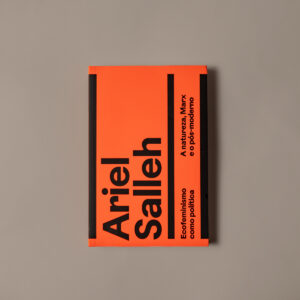 Ariel
Salleh
Ecofeminismo
como política
A natureza, Marx
e o pós-moderno